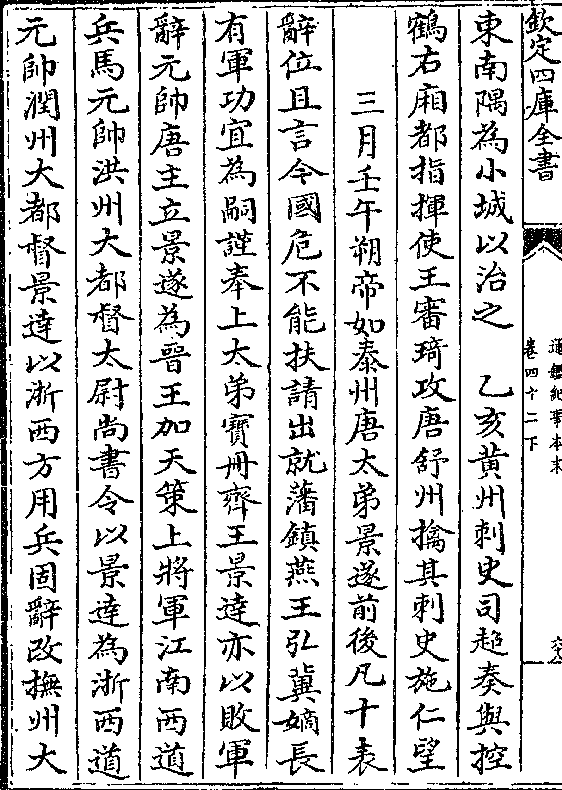 欽定四庫全書
通鑑紀事本末
卷四十二下
東南隅為小城以治之　乙亥黄州刺史司超奏與控
鶴右廂都指揮使王審琦攻唐舒州擒其刺史施仁望
三月壬午朔帝如泰州唐太弟景遂前後凡十表
辭位且言今國危不能扶請出就藩鎮燕王弘冀嫡長
有軍功宜為嗣謹奉上太弟寶冊齊王景達亦以敗軍
辭元帥唐主立景遂為晉王加天策上將軍江南西道
兵馬元帥洪州大都督太尉尚書令以景達為浙西道
元帥潤州大都督景達以浙西方用兵固辭改撫州大